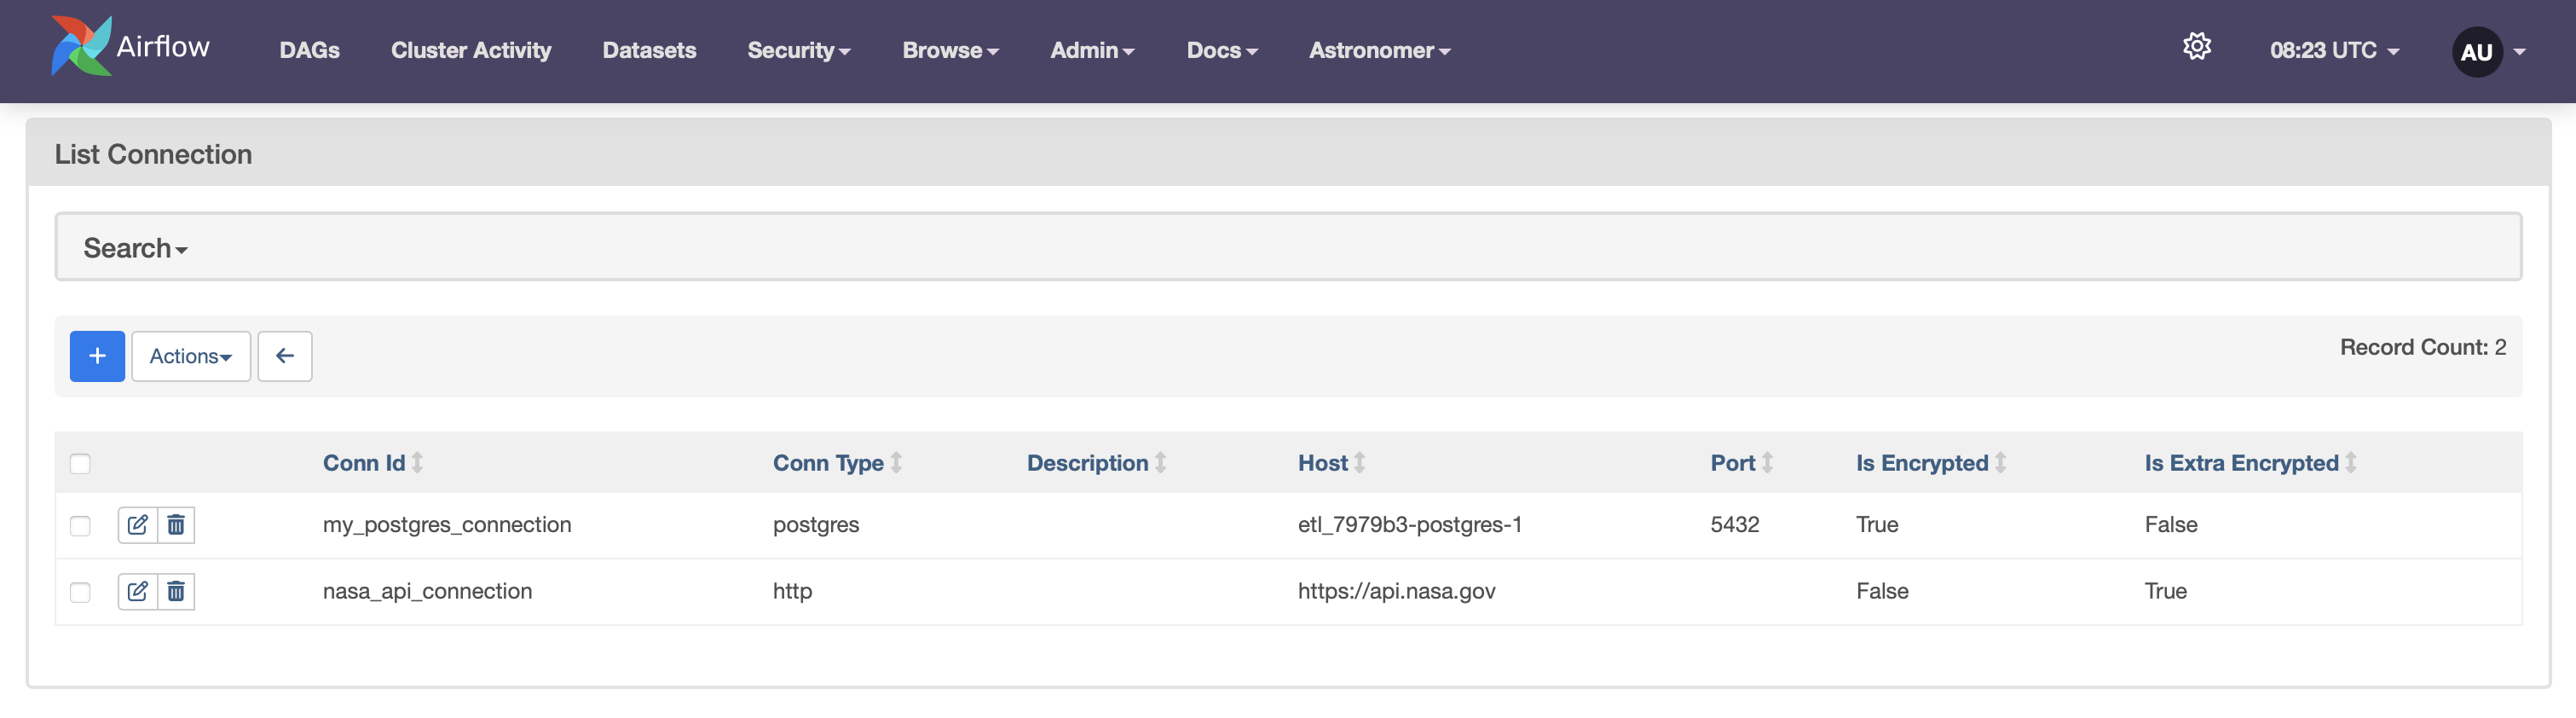 Airflow DAGs Cluster Activity Datasets Security Browse Admin Docs Astronomer 08:23 UTC AU
List Connection
Search
+ Actions ← Record Count: 2
Conn Id Conn Type Description Host Port Is Encrypted Is Extra Encrypted
my_postgres_connection postgres etl_7979b3-postgres-1 5432 True False
nasa_api_connection http https://api.nasa.gov False True